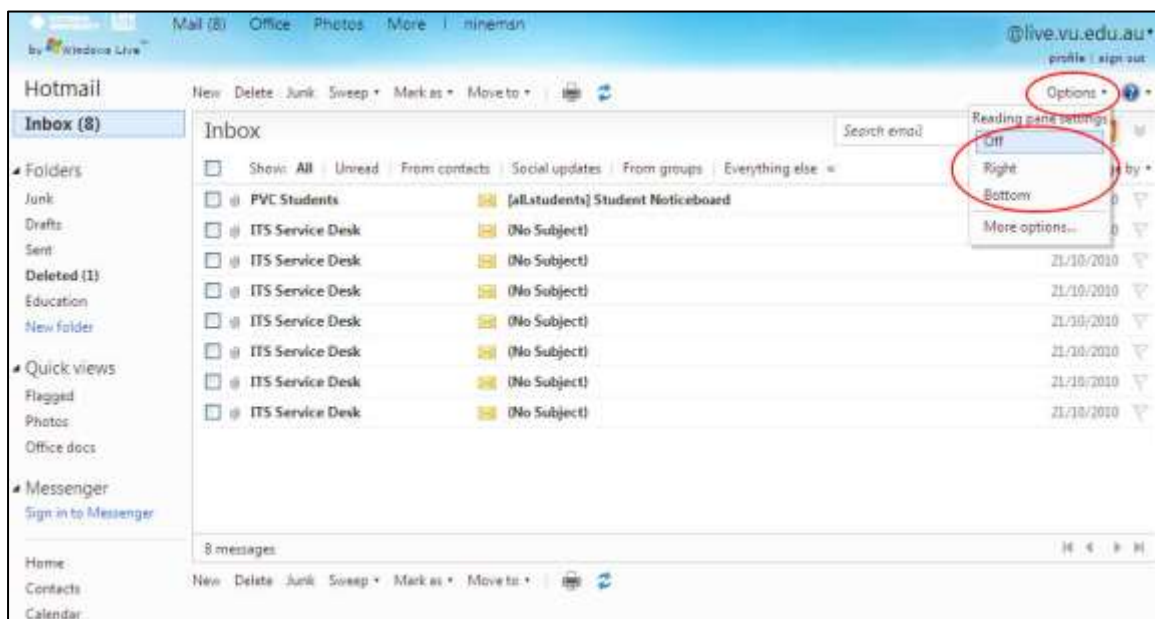 Mail (8) Office Photos More | ninemsn
@live.vu.edu.au
by Windows Live™
profile | sign out
Hotmail
New Delete Junk Sweep Mark as Move to
Options
Inbox (8)
Inbox
Search email
Reading pane settings
Off
Right
Bottom
More options...
Folders
Show: All Unread From contacts Social updates From groups Everything else
by
Junk
PVC Students [all.students] Student Noticeboard
Drafts
ITS Service Desk (No Subject)
Sent
ITS Service Desk (No Subject) 21/10/2010
Deleted (1)
ITS Service Desk (No Subject) 21/10/2010
Education
New folder
ITS Service Desk (No Subject) 21/10/2010
ITS Service Desk (No Subject) 21/10/2010
Quick views
ITS Service Desk (No Subject) 21/10/2010
Flagged
ITS Service Desk (No Subject) 21/10/2010
Photos
Office docs
Messenger
Sign in to Messenger
8 messages
Home
New Delete Junk Sweep Mark as Move to
Contacts
Calendar